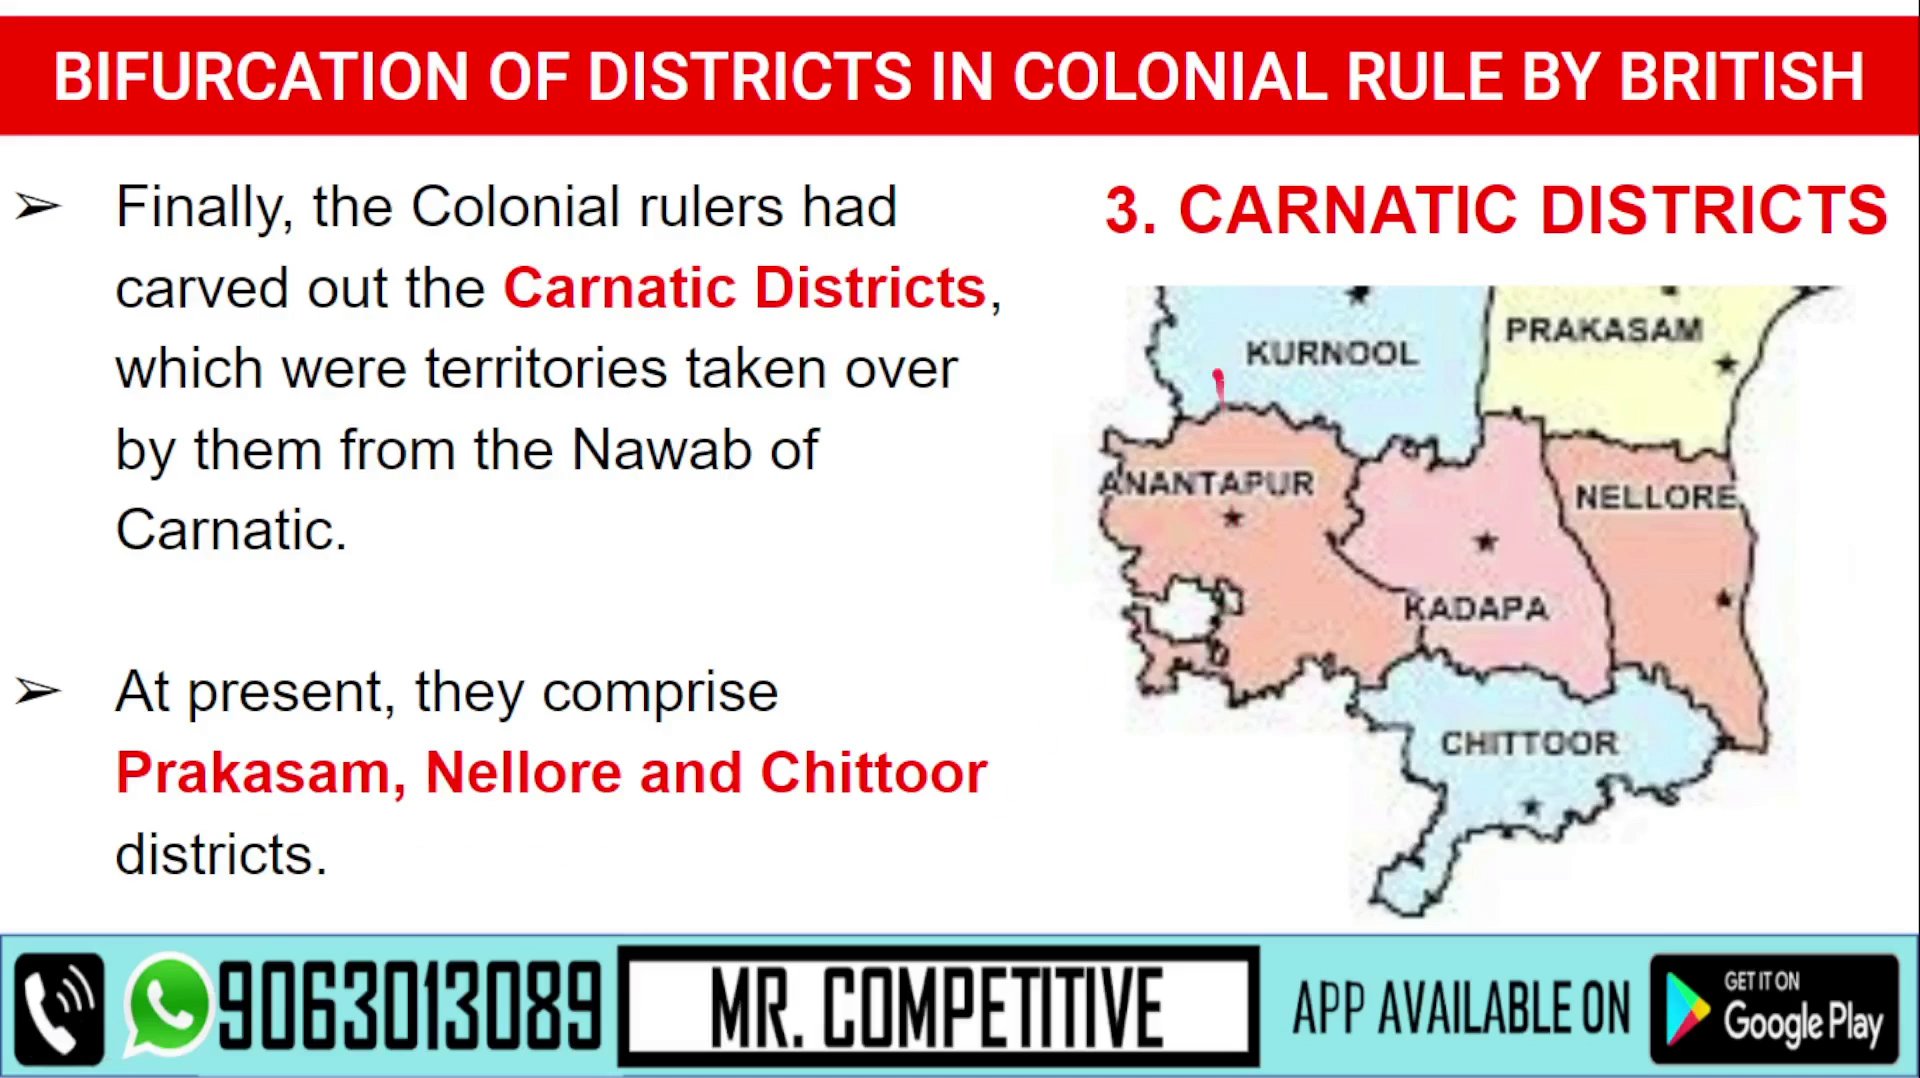 BIFURCATION OF DISTRICTS IN COLONIAL RULE BY BRITISH
➢ Finally, the Colonial rulers had
carved out the Carnatic Districts,
which were territories taken over
by them from the Nawab of
Carnatic.
➢ At present, they comprise
Prakasam, Nellore and Chittoor
districts.
3. CARNATIC DISTRICTS
PRAKASAM
KURNOOL
ANANTAPUR
NELLORE
KADAPA
CHITTOOR
9063013089
MR. COMPETITIVE
APP AVAILABLE ON
GET IT ON
Google Play